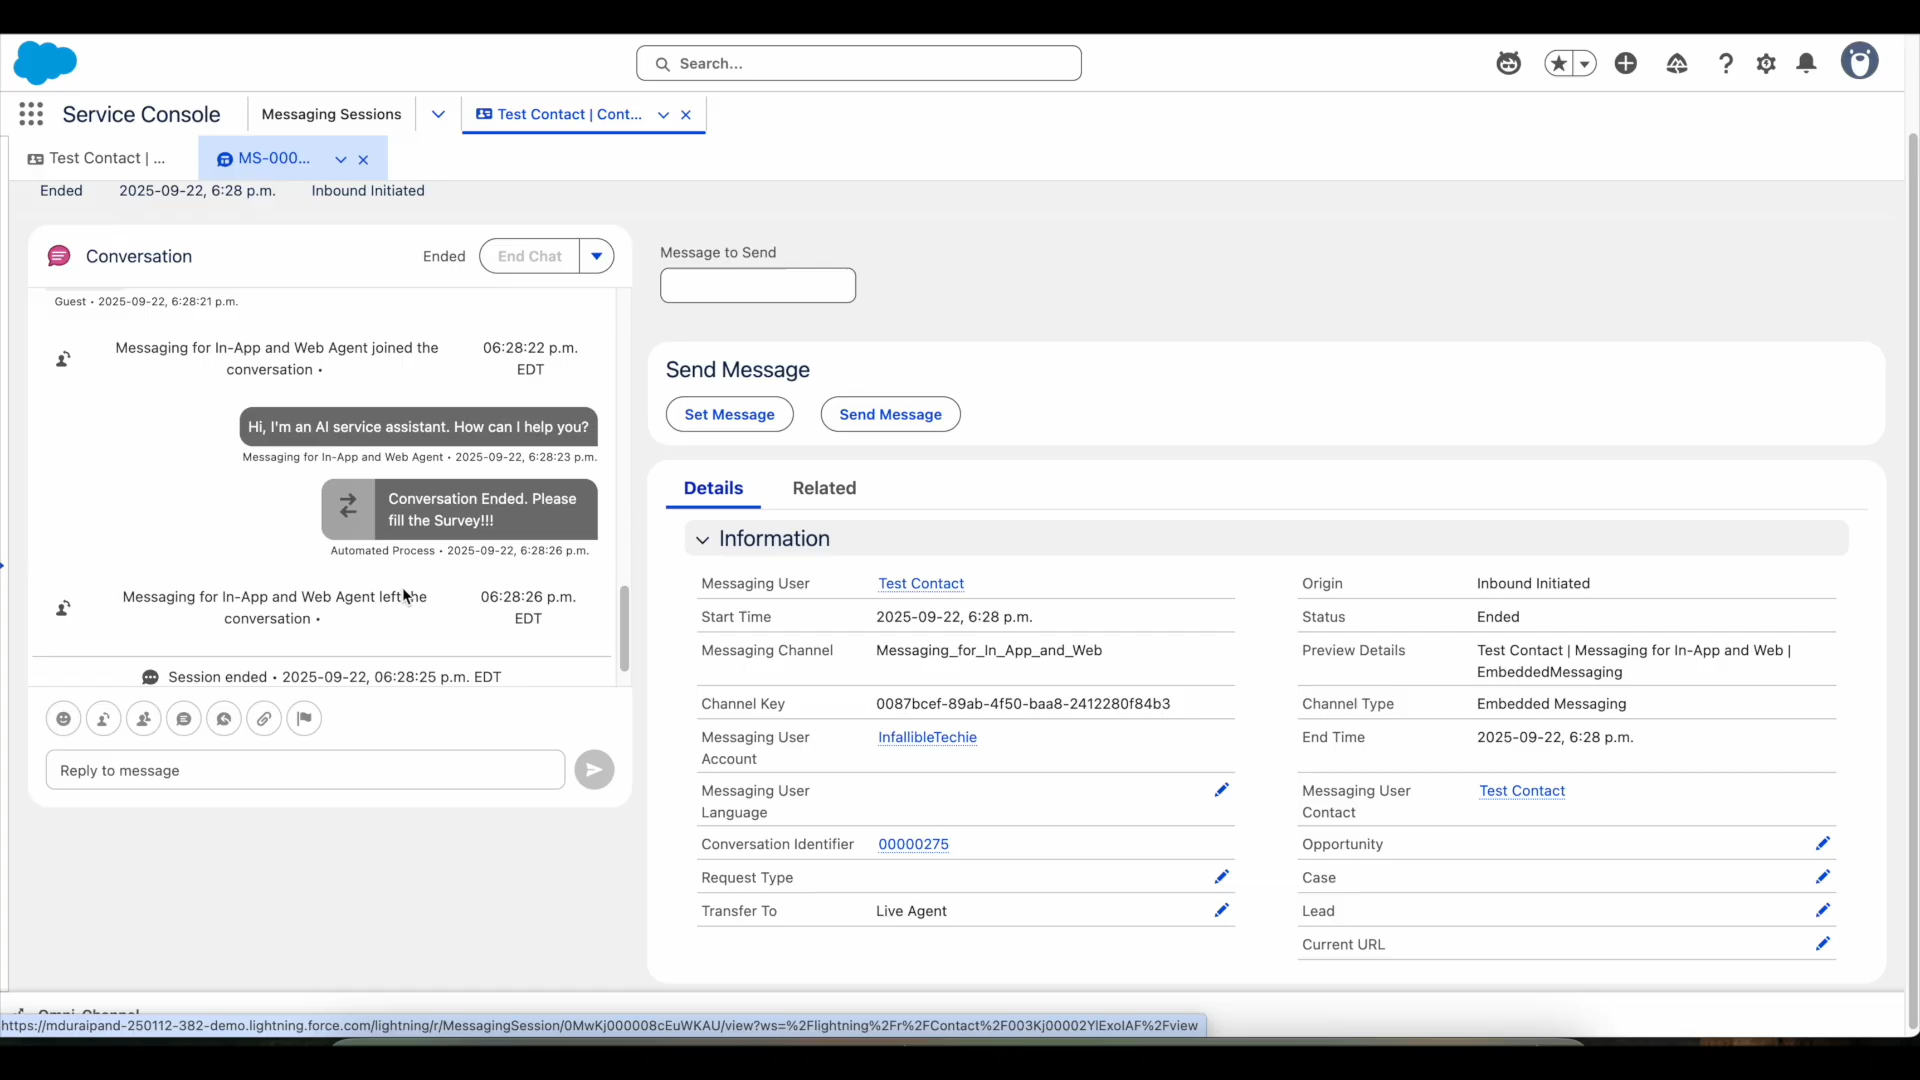 Search...
Service Console
Messaging Sessions
Test Contact | Cont...
Test Contact | ...
MS-000...
Ended 2025-09-22, 6:28 p.m. Inbound Initiated
Conversation
Ended
End Chat
Guest • 2025-09-22, 6:28:21 p.m.
Messaging for In-App and Web Agent joined the
conversation •
06:28:22 p.m.
EDT
Hi, I'm an AI service assistant. How can I help you?
Messaging for In-App and Web Agent • 2025-09-22, 6:28:23 p.m.
Conversation Ended. Please
fill the Survey!!!
Automated Process • 2025-09-22, 6:28:26 p.m.
Messaging for In-App and Web Agent left the
conversation •
06:28:26 p.m.
EDT
Session ended • 2025-09-22, 06:28:25 p.m. EDT
Reply to message
Message to Send
Send Message
Set Message
Send Message
Details
Related
Information
Messaging User
Test Contact
Start Time
2025-09-22, 6:28 p.m.
Messaging Channel
Messaging_for_In_App_and_Web
Channel Key
0087bcef-89ab-4f50-baa8-2412280f84b3
Messaging User
Account
InfallibleTechie
Messaging User
Language
Conversation Identifier
00000275
Request Type
Transfer To
Live Agent
Origin
Inbound Initiated
Status
Ended
Preview Details
Test Contact | Messaging for In-App and Web |
EmbeddedMessaging
Channel Type
Embedded Messaging
End Time
2025-09-22, 6:28 p.m.
Messaging User
Contact
Test Contact
Opportunity
Case
Lead
Current URL
Omni-Channel
https://mduraipand-250112-382-demo.lightning.force.com/lightning/r/MessagingSession/0MwKj000008cEuWKAU/view?ws=%2Flightning%2Fr%2FContact%2F003Kj00002YlExoIAF%2Fview